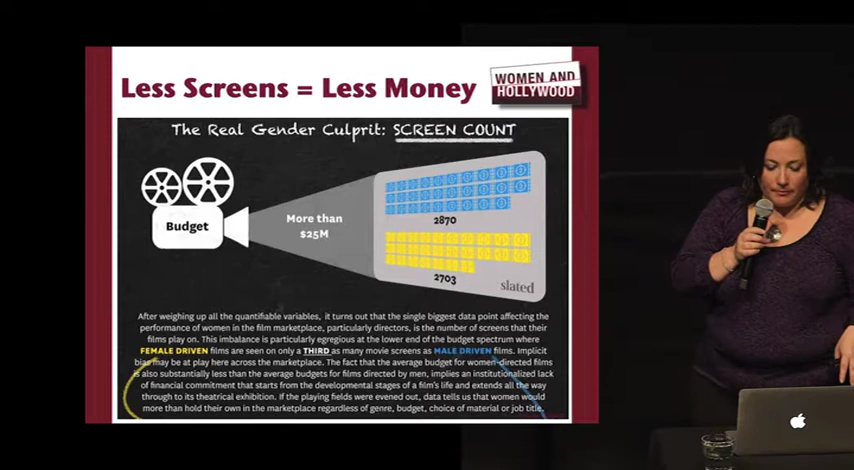 Less Screens = Less Money
WOMEN AND
HOLLYWOOD
The Real Gender Culprit: SCREEN COUNT
Budget
More than
$25M
2870
2703
slated
After weighing up all the quantifiable variables, it turns out that the single biggest data point affecting the
performance of women in the film marketplace, particularly directors, is the number of screens that their
films play on. This imbalance is particularly egregious at the lower end of the budget spectrum where
FEMALE DRIVEN films are seen on only a THIRD as many movie screens as MALE DRIVEN films. Implicit
bias may be at play here across the marketplace. The fact that the average budget for women-directed films
is also substantially less than the average budgets for films directed by men, implies an institutionalized lack
of financial commitment that starts from the developmental stages of a film's life and extends all the way
through to its theatrical exhibition. If the playing fields were evened out, data tells us that women would
more than hold their own in the marketplace regardless of genre, budget, choice of material or job title.